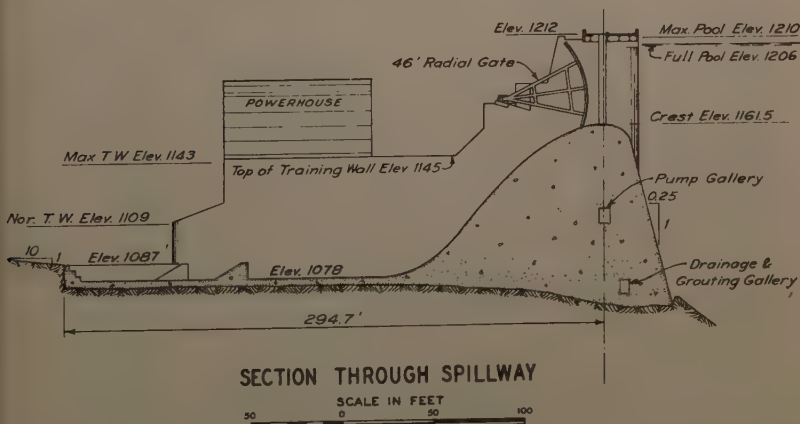 Elev. 1212
Max. Pool Elev. 1210
Full Pool Elev. 1206
46' Radial Gate
POWERHOUSE
Crest Elev. 1161.5
Max T W Elev. 1143
Top of Training Wall Elev 1145
Pump Gallery
0.25
1
Nor. T. W. Elev. 1109
10
1
Elev. 1087
Elev. 1078
Drainage &
Grouting Gallery
294.7'
SECTION THROUGH SPILLWAY
SCALE IN FEET
50 0 50 100